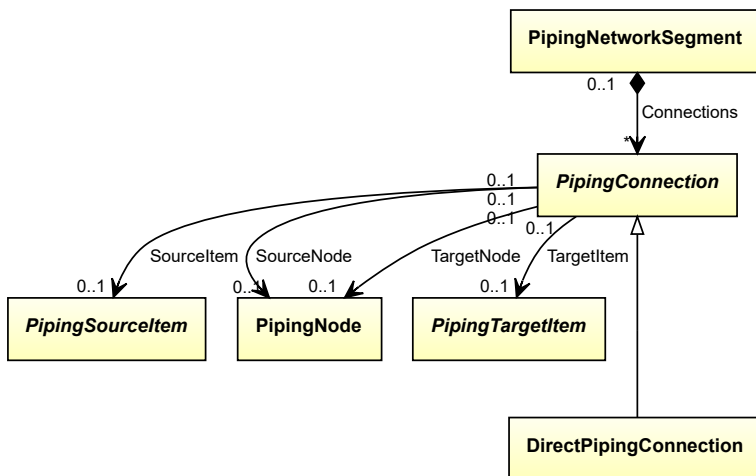 PipingNetworkSegment
0..1
Connections
*
PipingConnection
0..1
0..1
0..1
0..1
SourceItem
SourceNode
TargetNode
TargetItem
0..1
0..1
0..1
0..1
PipingSourceItem
PipingNode
PipingTargetItem
DirectPipingConnection